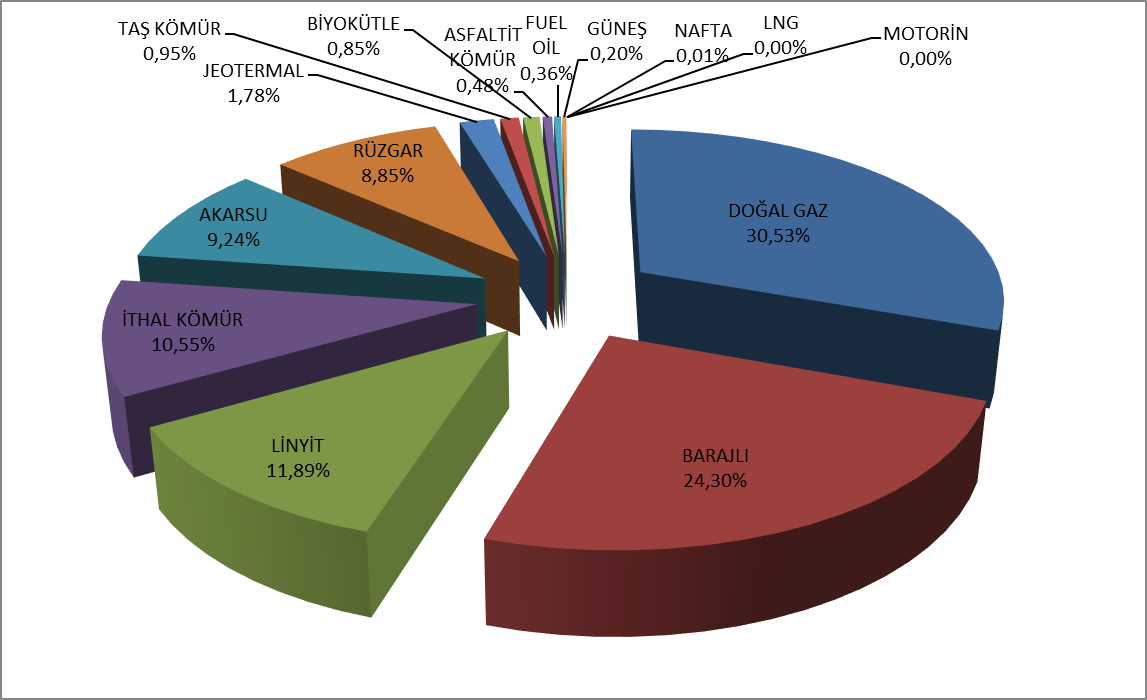 TAŞ KÖMÜR
0,95%
BİYOKÜTLE
0,85%
ASFALTİT
KÖMÜR
0,48%
FUEL
OİL
0,36%
GÜNEŞ
0,20%
NAFTA
0,01%
LNG
0,00%
MOTORİN
0,00%
JEOTERMAL
1,78%
RÜZGAR
8,85%
DOĞAL GAZ
30,53%
AKARSU
9,24%
İTHAL KÖMÜR
10,55%
LİNYİT
11,89%
BARAJLI
24,30%